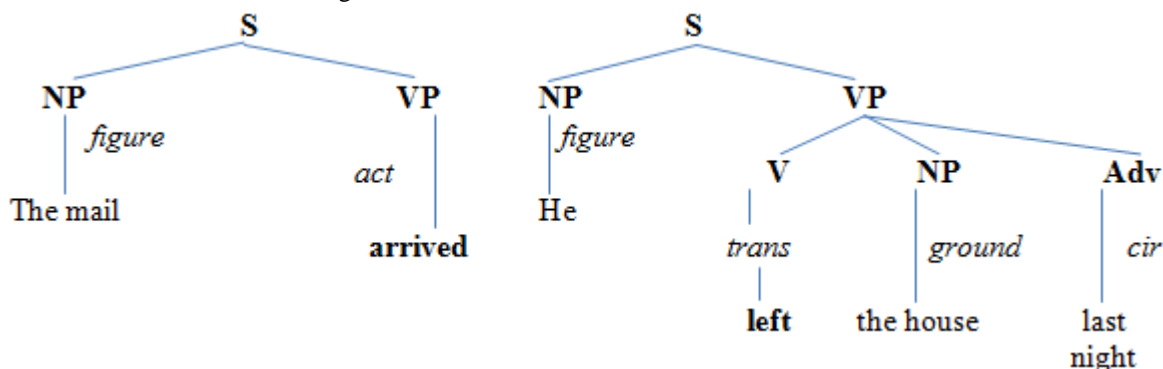 S S
NP VP NP VP
figure figure
act V NP Adv
The mail He
arrived trans ground cir
left the house last
night